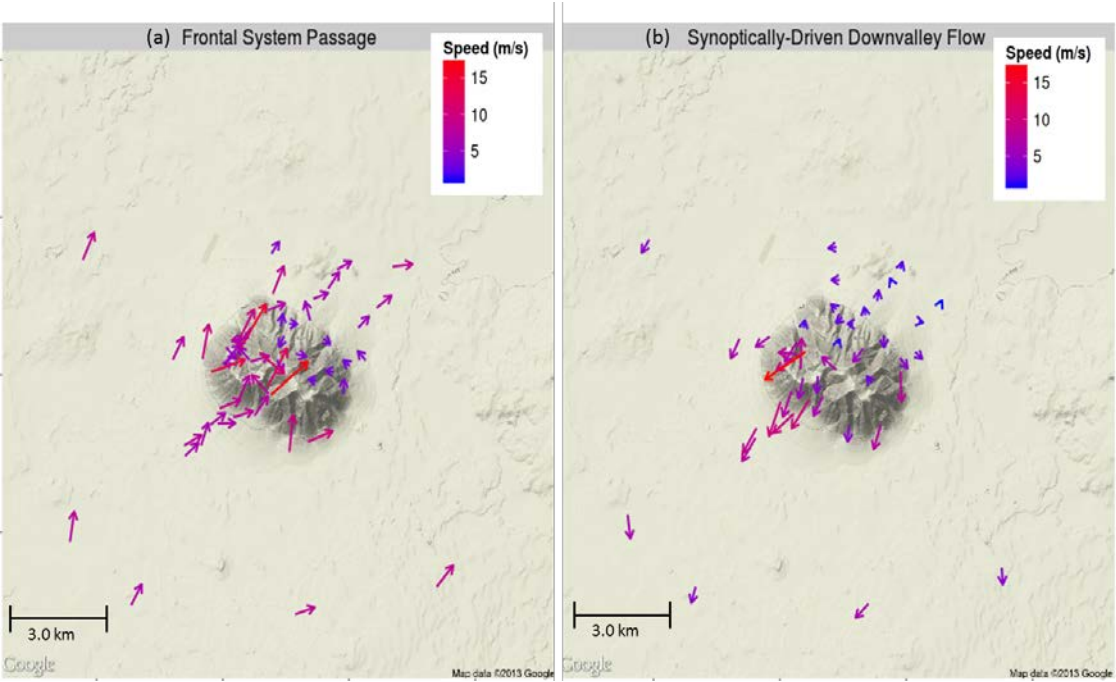 (a) Frontal System Passage
Speed (m/s)
15
10
5
3.0 km
Google
Map data ©2013 Google
(b) Synoptically-Driven Downvalley Flow
Speed (m/s)
15
10
5
3.0 km
Google
Map data ©2013 Google